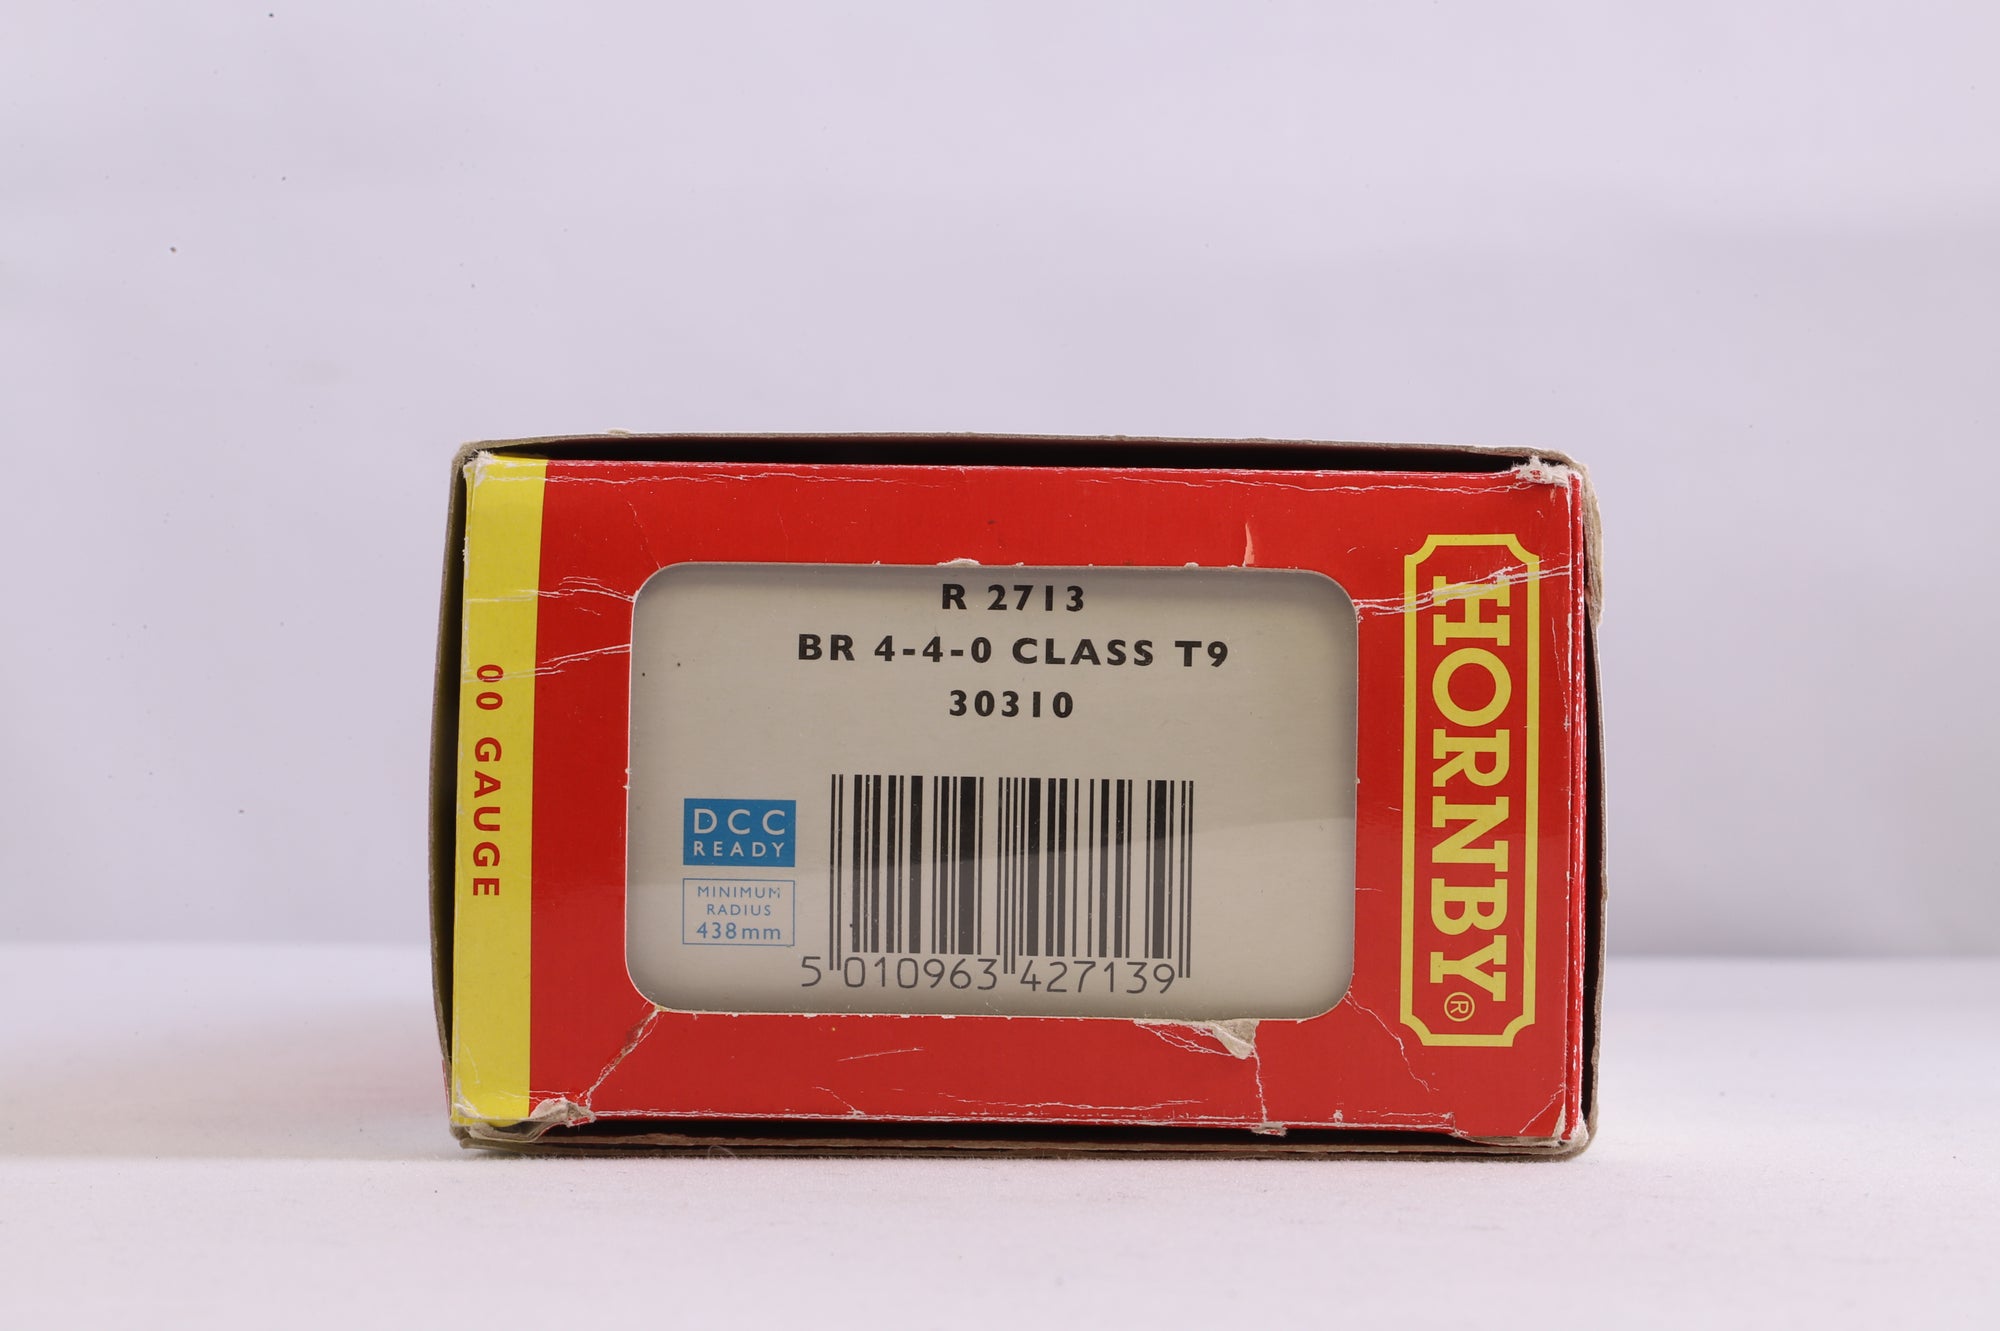 R 2713
BR 4-4-0 CLASS T9
30310
DCC
READY
MINIMUM
RADIUS
438mm
5 010963 427139
00 GAUGE
HORNBY®